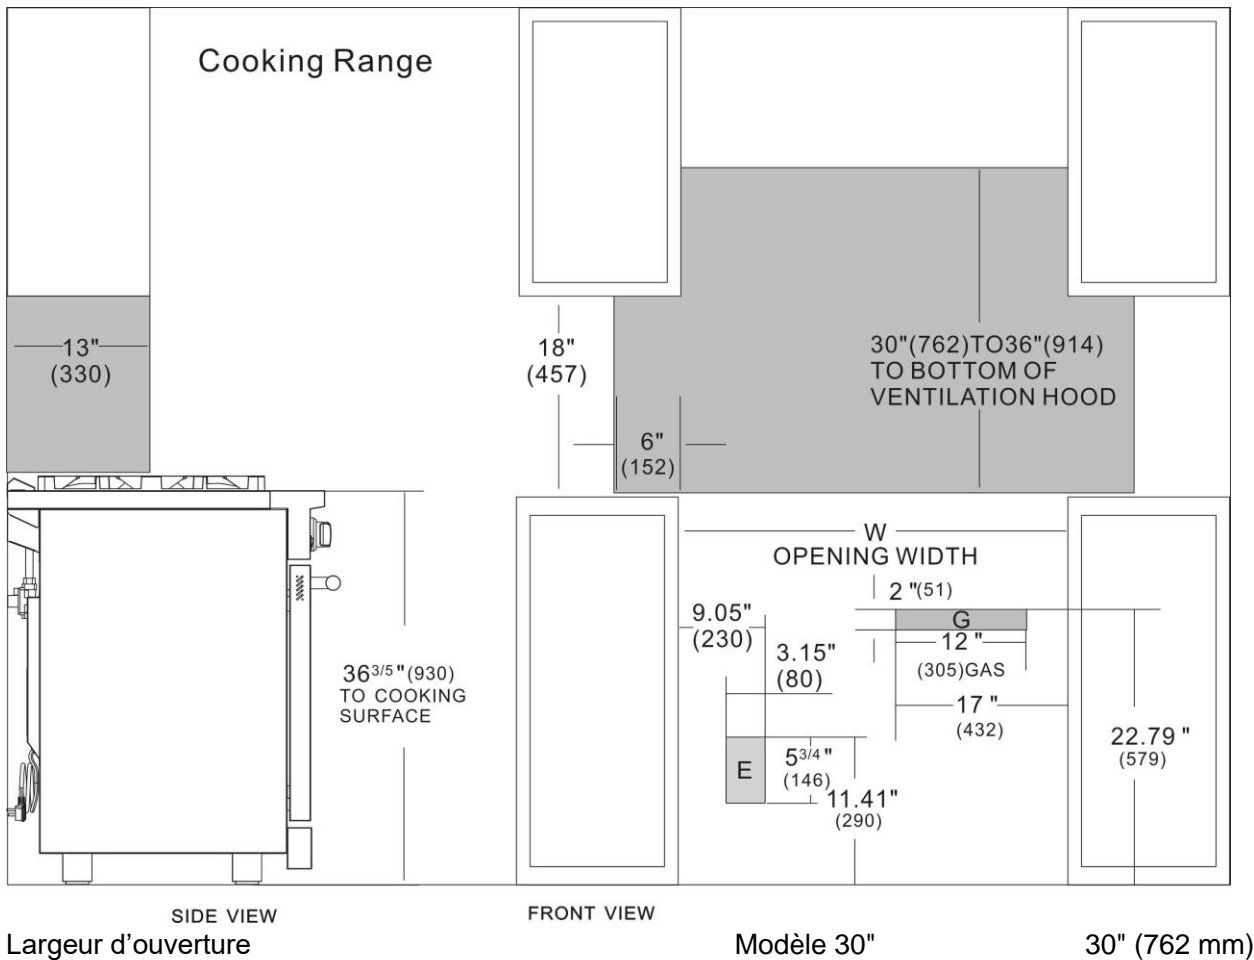 Cooking Range
13"
(330)
18"
(457)
30"(762)TO36"(914)
TO BOTTOM OF
VENTILATION HOOD
6"
(152)
W
OPENING WIDTH
2 "(51)
9.05"
(230)
G
12 "
(305)GAS
3.15"
(80)
36 3/5 "(930)
TO COOKING
SURFACE
17 "
(432)
22.79 "
(579)
E
5 3/4 "
(146)
11.41"
(290)
SIDE VIEW
FRONT VIEW
Largeur d’ouverture Modèle 30" 30" (762 mm)